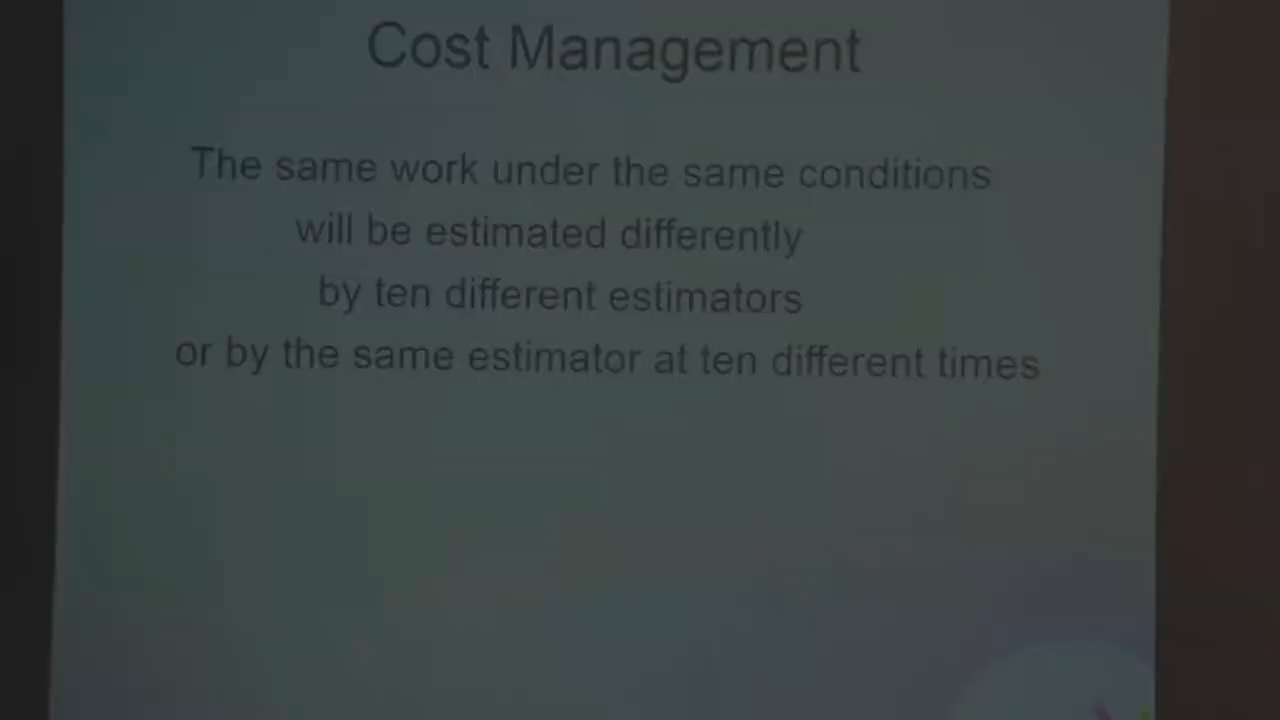 Cost Management
The same work under the same conditions
will be estimated differently
by ten different estimators
or by the same estimator at ten different times